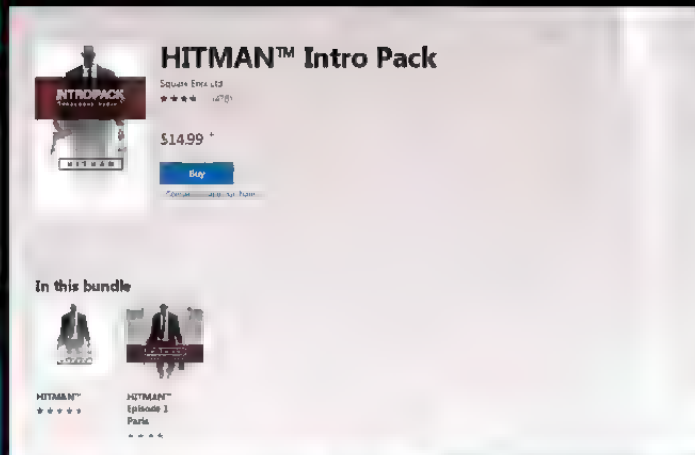 HITMAN™ Intro Pack
Square Enix Ltd
INTROPACK
$14.99 +
HITMAN
Buy
In this bundle
HITMAN™
HITMAN™
Episode 1
Paris